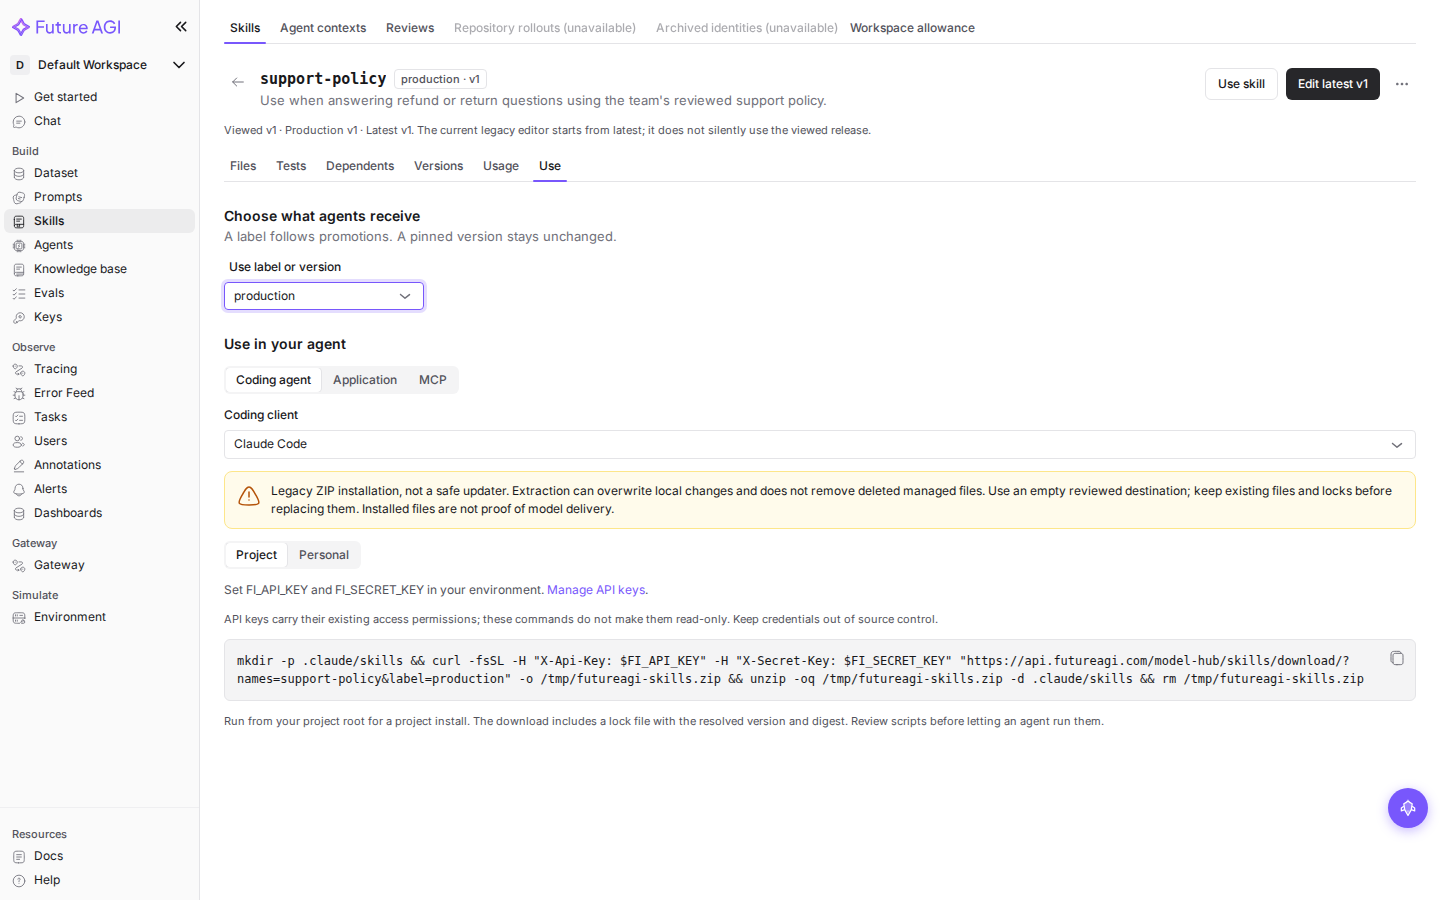 Future AGI
D Default Workspace
Get started
Chat
Build
Dataset
Prompts
Skills
Agents
Knowledge base
Evals
Keys
Observe
Tracing
Error Feed
Tasks
Users
Annotations
Alerts
Dashboards
Gateway
Gateway
Simulate
Environment
Resources
Docs
Help
Skills Agent contexts Reviews Repository rollouts (unavailable) Archived identities (unavailable) Workspace allowance
support-policy production · v1
Use when answering refund or return questions using the team's reviewed support policy.
Use skill Edit latest v1
Viewed v1 · Production v1 · Latest v1. The current legacy editor starts from latest; it does not silently use the viewed release.
Files Tests Dependents Versions Usage Use
Choose what agents receive
A label follows promotions. A pinned version stays unchanged.
Use label or version
production
Use in your agent
Coding agent Application MCP
Coding client
Claude Code
Legacy ZIP installation, not a safe updater. Extraction can overwrite local changes and does not remove deleted managed files. Use an empty reviewed destination; keep existing files and locks before
replacing them. Installed files are not proof of model delivery.
Project Personal
Set FI_API_KEY and FI_SECRET_KEY in your environment. Manage API keys.
API keys carry their existing access permissions; these commands do not make them read-only. Keep credentials out of source control.
mkdir -p .claude/skills && curl -fsSL -H "X-Api-Key: $FI_API_KEY" -H "X-Secret-Key: $FI_SECRET_KEY" "https://api.futureagi.com/model-hub/skills/download/?
names=support-policy&label=production" -o /tmp/futureagi-skills.zip && unzip -oq /tmp/futureagi-skills.zip -d .claude/skills && rm /tmp/futureagi-skills.zip
Run from your project root for a project install. The download includes a lock file with the resolved version and digest. Review scripts before letting an agent run them.